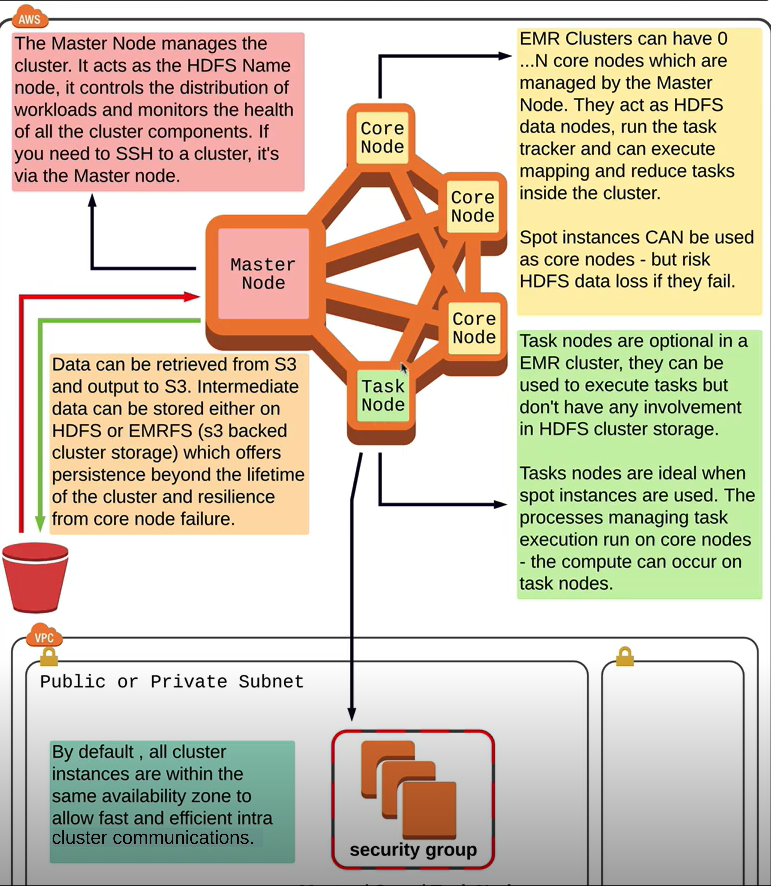 AWS
The Master Node manages the
cluster. It acts as the HDFS Name
node, it controls the distribution of
workloads and monitors the health
of all the cluster components. If
you need to SSH to a cluster, it's
via the Master node.
EMR Clusters can have 0
...N core nodes which are
managed by the Master
Node. They act as HDFS
data nodes, run the task
tracker and can execute
mapping and reduce tasks
inside the cluster.
Spot instances CAN be used
as core nodes - but risk
HDFS data loss if they fail.
Core
Node
Core
Node
Master
Node
Core
Node
Task
Node
Data can be retrieved from S3
and output to S3. Intermediate
data can be stored either on
HDFS or EMRFS (s3 backed
cluster storage) which offers
persistence beyond the lifetime
of the cluster and resilience
from core node failure.
Task nodes are optional in a
EMR cluster, they can be
used to execute tasks but
don't have any involvement
in HDFS cluster storage.
Tasks nodes are ideal when
spot instances are used. The
processes managing task
execution run on core nodes
- the compute can occur on
task nodes.
VPC
Public or Private Subnet
By default , all cluster
instances are within the
same availability zone to
allow fast and efficient intra
cluster communications.
security group